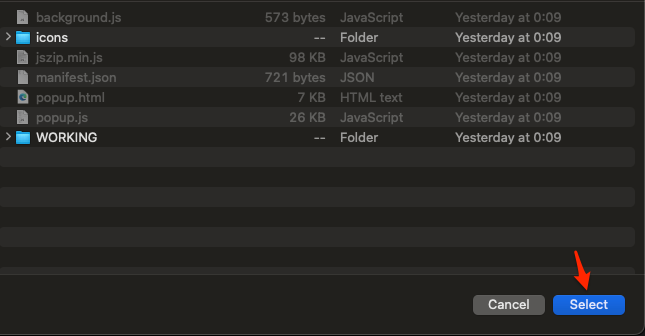 background.js 573 bytes JavaScript Yesterday at 0:09
icons -- Folder Yesterday at 0:09
jszip.min.js 98 KB JavaScript Yesterday at 0:09
manifest.json 721 bytes JSON Yesterday at 0:09
popup.html 7 KB HTML text Yesterday at 0:09
popup.js 26 KB JavaScript Yesterday at 0:09
WORKING -- Folder Yesterday at 0:09
Cancel Select